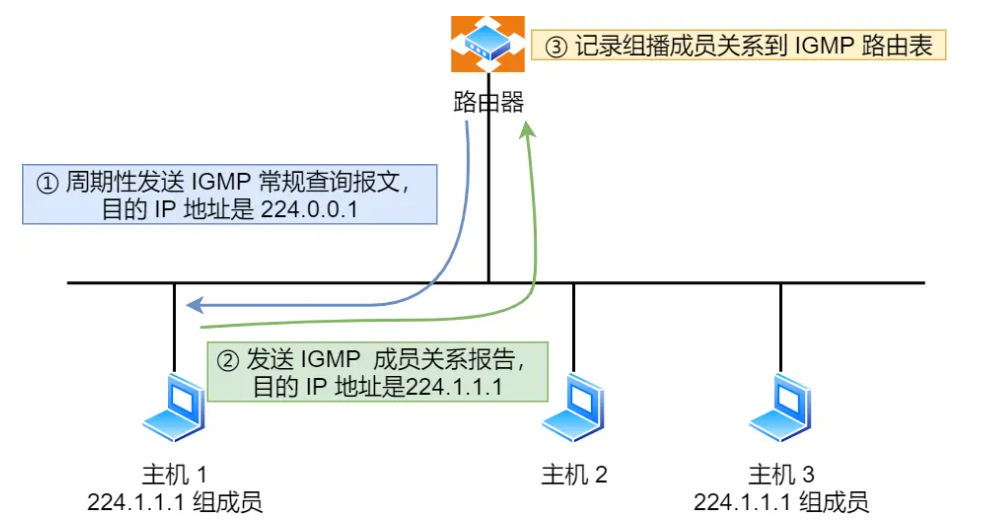 ③ 记录组播成员关系到 IGMP 路由表
路由器
① 周期性发送 IGMP 常规查询报文，
目的 IP 地址是 224.0.0.1
② 发送 IGMP 成员关系报告，
目的 IP 地址是224.1.1.1
主机 1
224.1.1.1 组成员
主机 2
主机 3
224.1.1.1 组成员